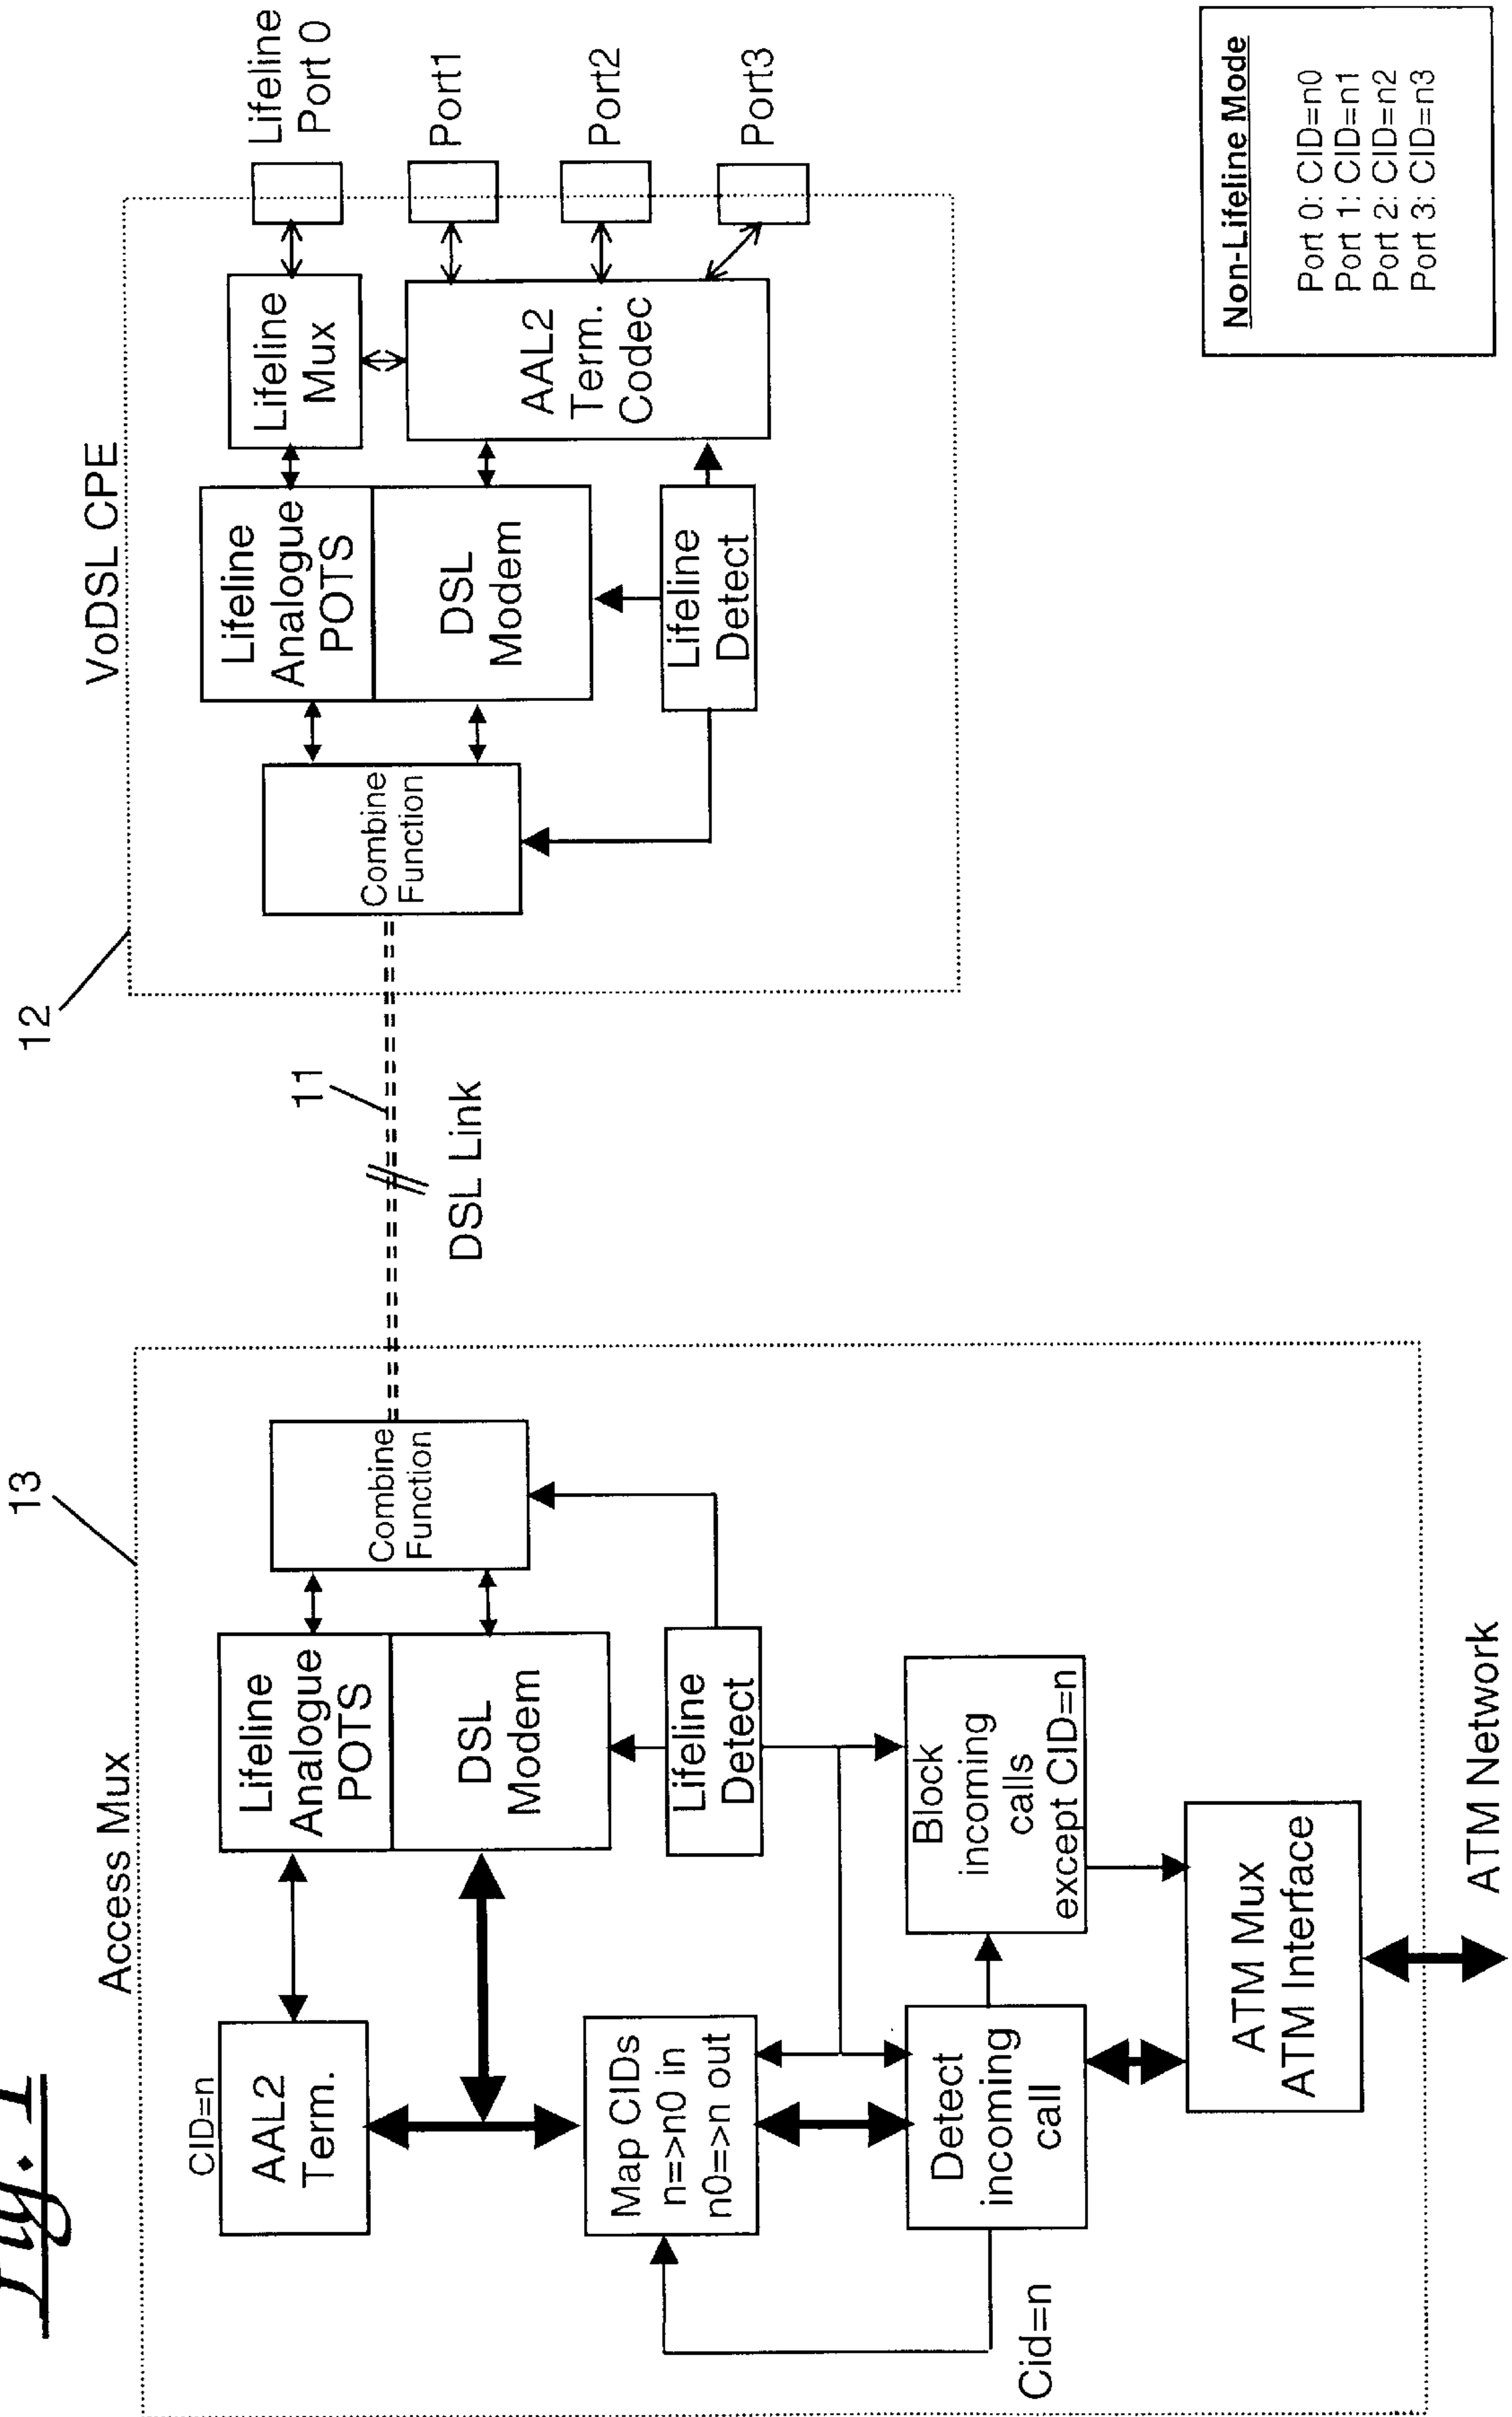 Fig. 1
13
Access Mux
CID=n
AAL2
Term.
Lifeline
Analogue
POTS
DSL
Modem
Combine
Function
Lifeline
Detect
Map CIDs
n=>n0 in
n0=>n out
Detect
incoming
call
Cid=n
Block
incoming
calls
except CID=n
ATM Mux
ATM Interface
ATM Network
11
DSL Link
12
VoDSL CPE
Combine
Function
Lifeline
Analogue
POTS
DSL
Modem
Lifeline
Detect
Lifeline
Mux
AAL2
Term.
Codec
Lifeline
Port 0
Port1
Port2
Port3
Non-Lifeline Mode
Port 0: CID=n0
Port 1: CID=n1
Port 2: CID=n2
Port 3: CID=n3